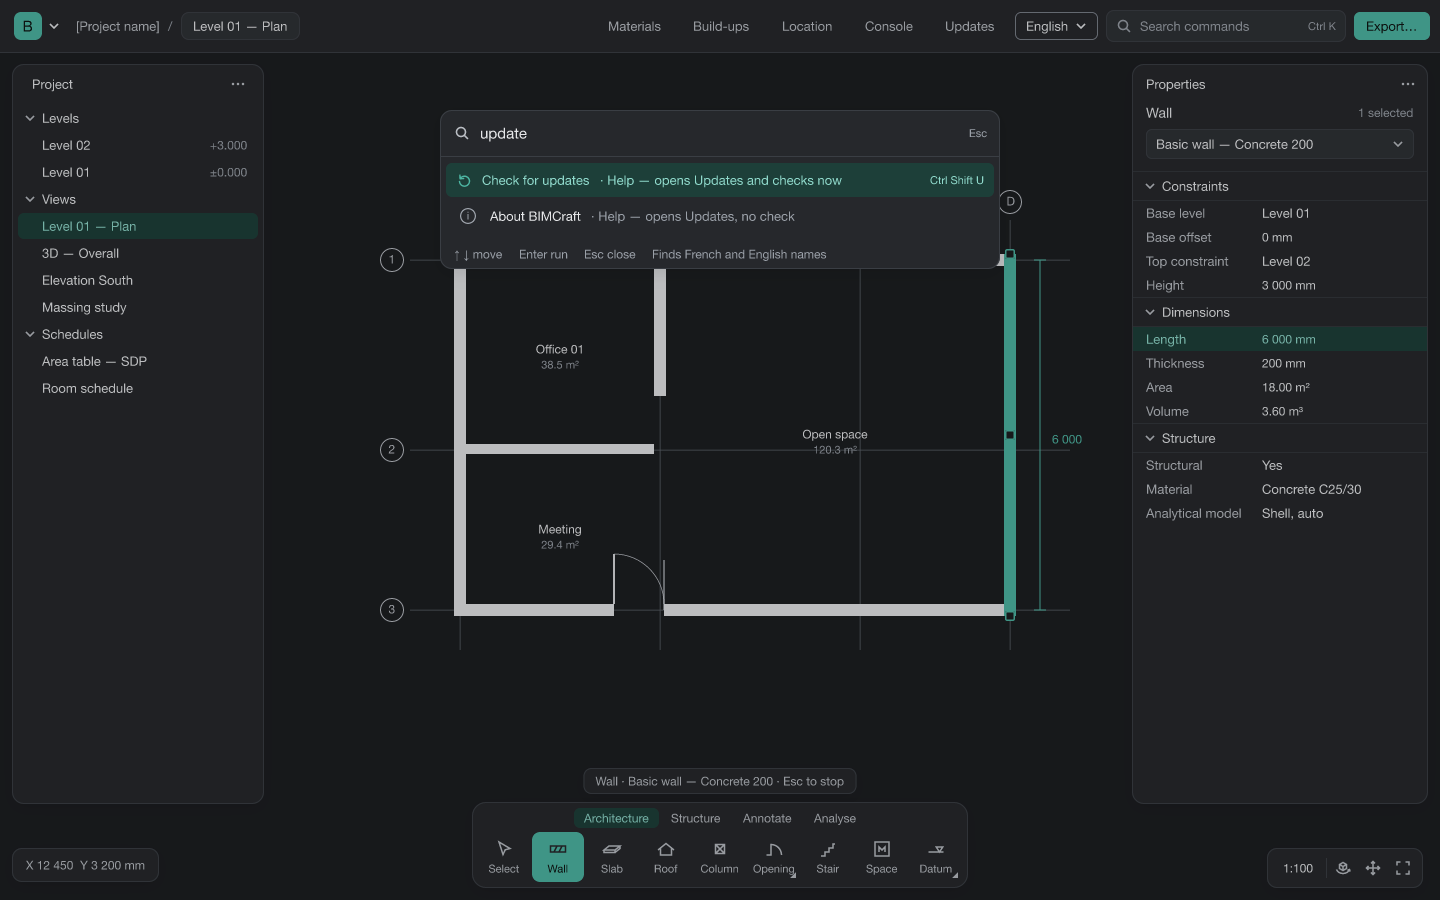 B [Project name] / Level 01 — Plan Materials Build-ups Location Console Updates English Search commands Ctrl K Export...
Project ...
Levels
Level 02 +3.000
Level 01 ±0.000
Views
Level 01 — Plan
3D — Overall
Elevation South
Massing study
Schedules
Area table — SDP
Room schedule
update Esc
Check for updates · Help — opens Updates and checks now Ctrl Shift U
About BIMCraft · Help — opens Updates, no check
↑↓ move Enter run Esc close Finds French and English names
D
1
2
3
Office 01
38.5 m²
Open space
120.3 m²
Meeting
29.4 m²
6 000
Properties ...
Wall 1 selected
Basic wall — Concrete 200
Constraints
Base level Level 01
Base offset 0 mm
Top constraint Level 02
Height 3 000 mm
Dimensions
Length 6 000 mm
Thickness 200 mm
Area 18.00 m²
Volume 3.60 m³
Structure
Structural Yes
Material Concrete C25/30
Analytical model Shell, auto
Wall · Basic wall — Concrete 200 · Esc to stop
Architecture Structure Annotate Analyse
Select Wall Slab Roof Column Opening Stair Space Datum
X 12 450 Y 3 200 mm
1:100